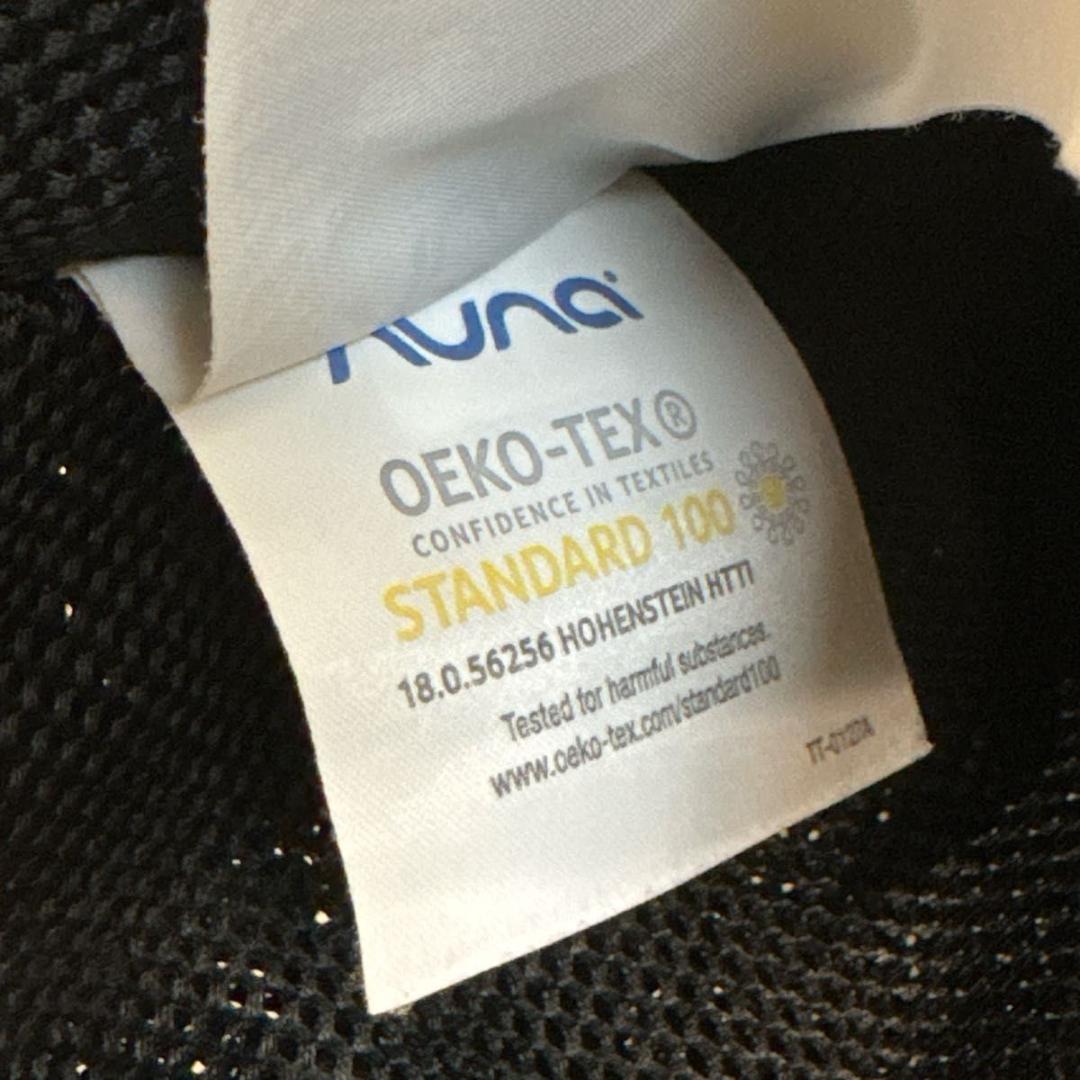 nuna
OEKO-TEX®
CONFIDENCE IN TEXTILES
STANDARD 100
18.0.56256 HOHENSTEIN HTTI
Tested for harmful substances.
www.oeko-tex.com/standard100